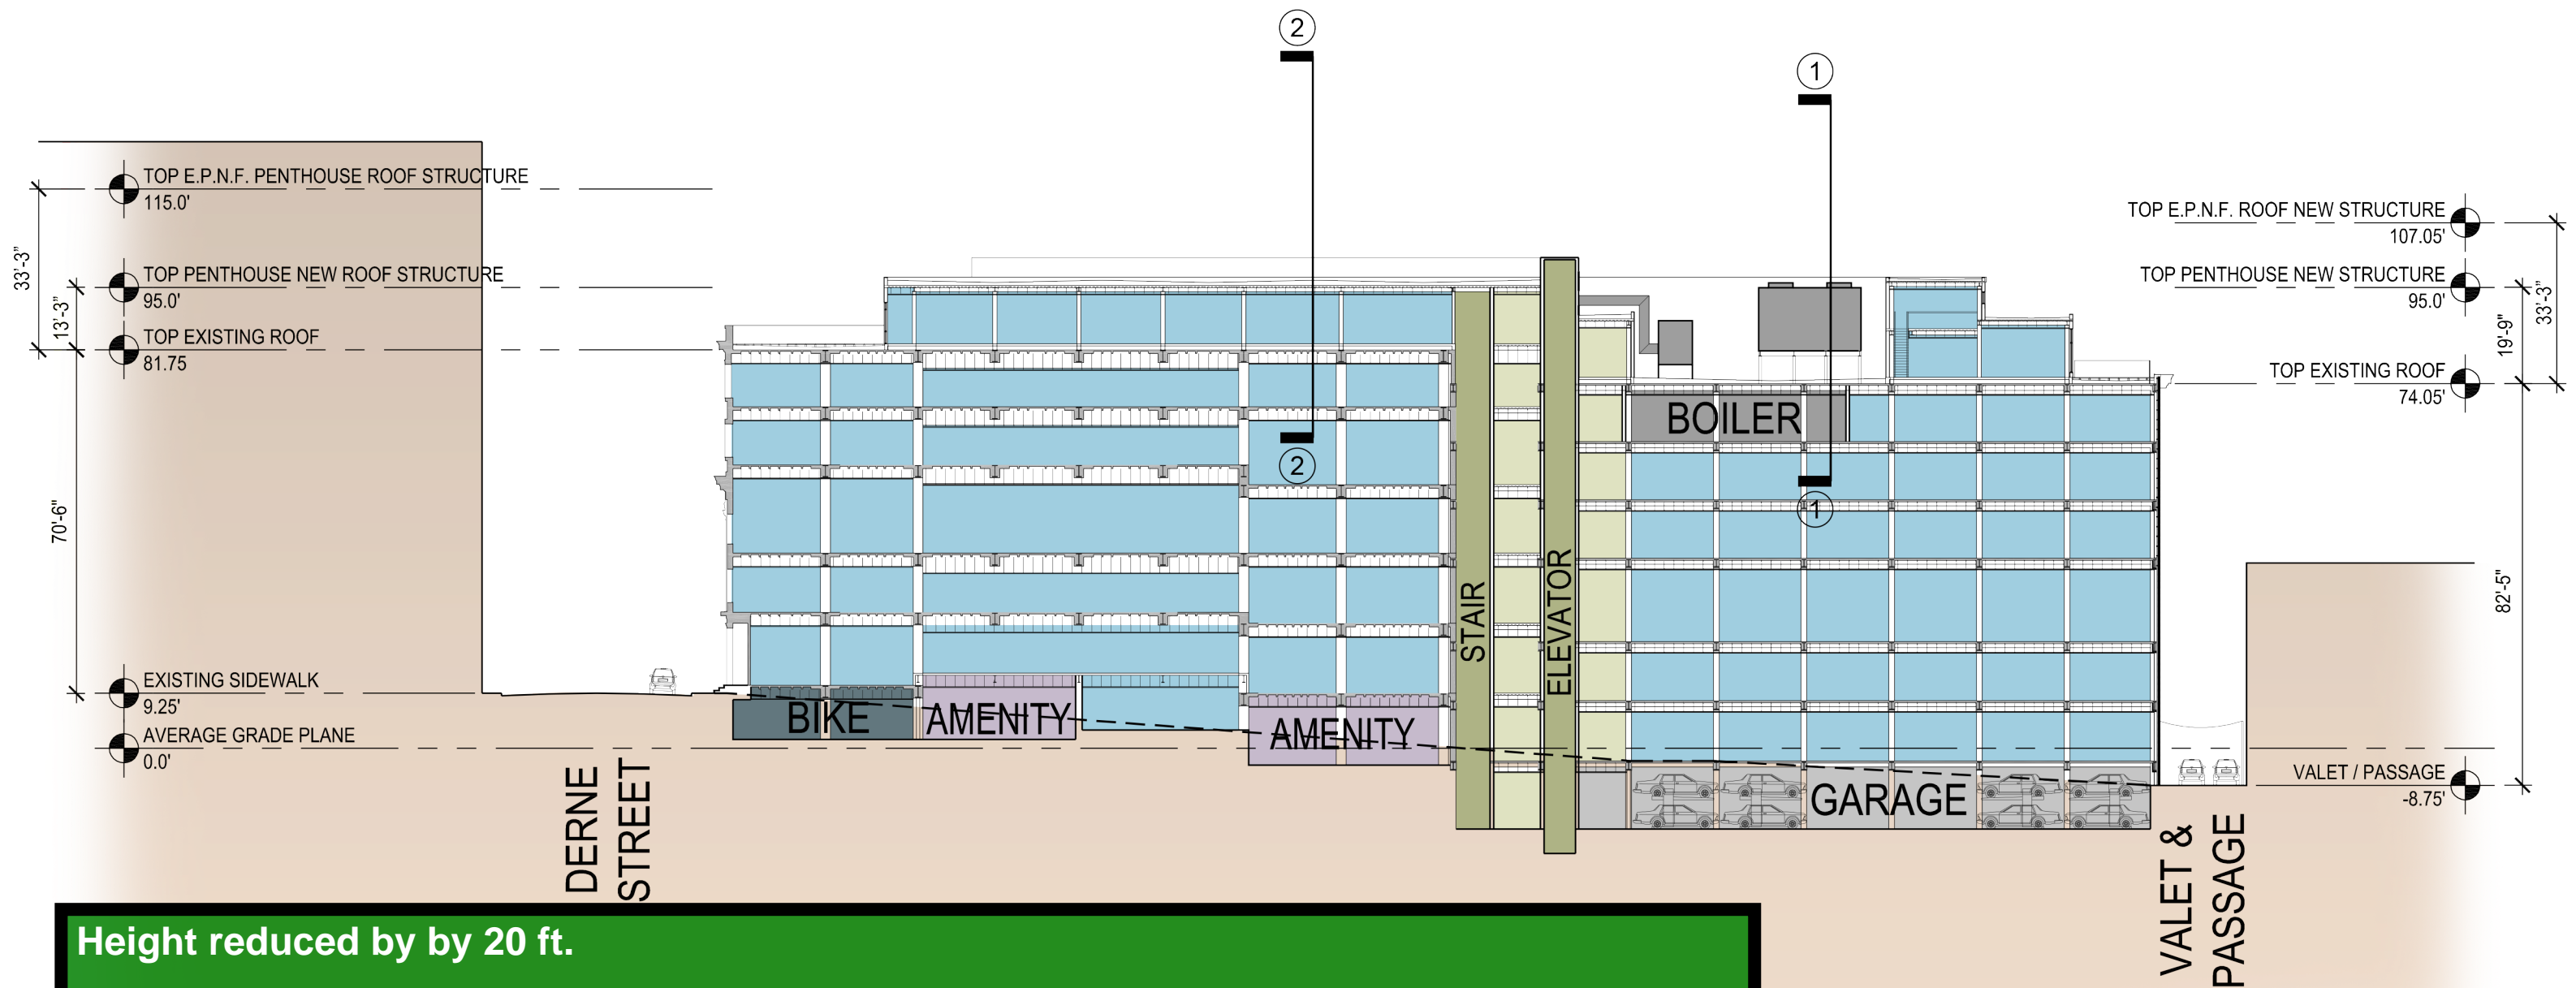 2
1
TOP E.P.N.F. PENTHOUSE ROOF STRUCTURE
115.0'
TOP E.P.N.F. ROOF NEW STRUCTURE
107.05'
33'-3"
13'-3"
TOP PENTHOUSE NEW ROOF STRUCTURE
95.0'
TOP PENTHOUSE NEW STRUCTURE
95.0'
33'-3"
19'-9"
TOP EXISTING ROOF
81.75
TOP EXISTING ROOF
74.05'
BOILER
2
1
70'-6"
82'-5"
STAIR
ELEVATOR
EXISTING SIDEWALK
9.25'
BIKE
AMENITY
AMENITY
AVERAGE GRADE PLANE
0.0'
GARAGE
VALET / PASSAGE
-8.75'
DERNE
STREET
VALET &
PASSAGE
Height reduced by by 20 ft.